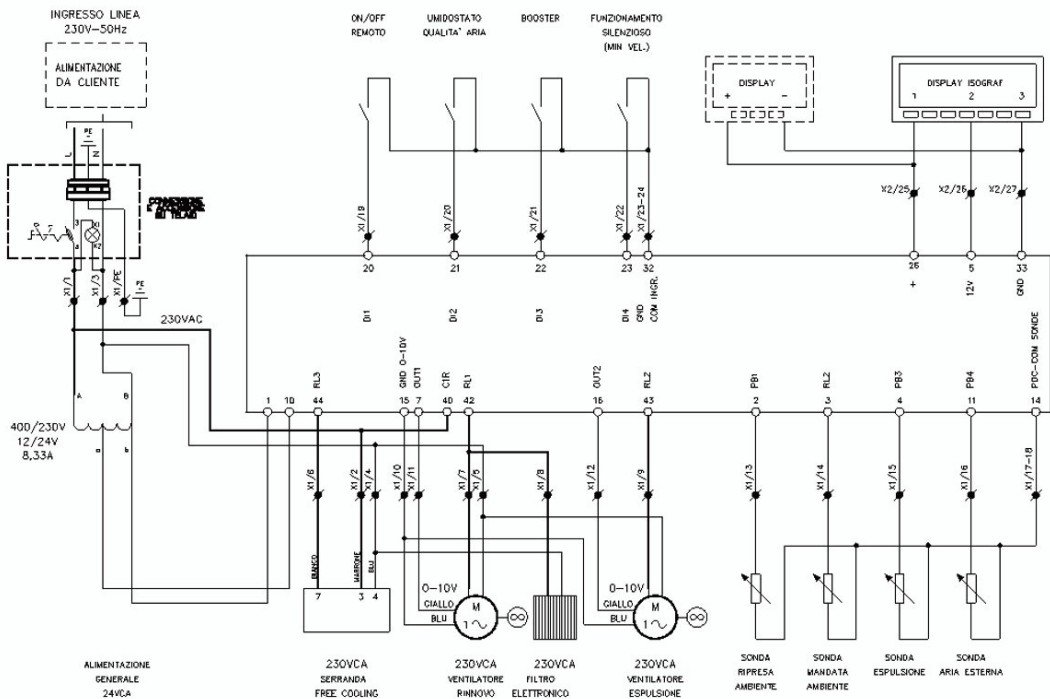 INGRESSO LINEA
230V-50Hz
ALIMENTAZIONE
DA CLIENTE
L
PE
N
CONNESSIONE
E ACCENSIONE
SU TELAIO
3
X1
X2
X1/1
X1/3
X1/PE
PE
230VAC
ON/OFF
REMOTO
UMIDOSTATO
QUALITA' ARIA
BOOSTER
FUNZIONAMENTO
SILENZIOSO
(MIN VEL.)
DISPLAY
+ -
DISPLAY ISOGRAF
1 2 3
X1/19
X1/20
X1/21
X1/22
X1/23-24
X2/25
X2/26
X2/27
20 21 22 23 32 5 33
DI1
DI2
DI3
DI4
GND
COM INGR.
+
12V
GND
RL3
GND 0-10V
OUT1
C1R
RL1
OUT2
RL2
PB1
RL2
PB3
PB4
PDC-COM SONDE
1 10 44 15 7 40 42 16 43 2 3 4 11 14
A B
400/230V
12/24V
8,33A
a b
X1/6
X1/2
X1/4
X1/10
X1/11
X1/7
X1/5
X1/8
X1/12
X1/9
X1/13
X1/14
X1/15
X1/16
X1/17-18
BIANCO
MARRONE
BLU
7 3 4
0-10V
GIALLO
BLU
M
1 ~
0-10V
GIALLO
BLU
M
1 ~
ALIMENTAZIONE
GENERALE
24VCA
230VCA
SERRANDA
FREE COOLING
230VCA
VENTILATORE
RINNOVO
230VCA
FILTRO
ELETTRONICO
230VCA
VENTILATORE
ESPULSIONE
SONDA
RIPRESA
AMBIENTE
SONDA
MANDATA
AMBIENTE
SONDA
ESPULSIONE
SONDA
ARIA ESTERNA